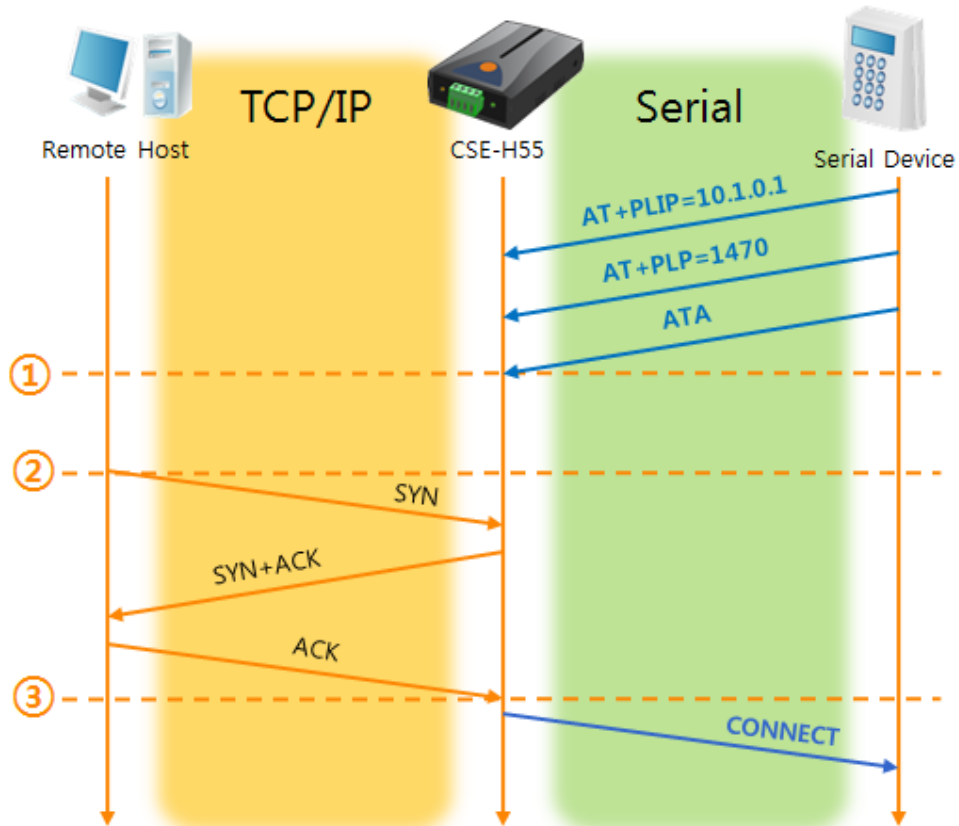 TCP/IP
Serial
Remote Host
CSE-H55
Serial Device
AT+PLIP=10.1.0.1
AT+PLP=1470
ATA
①
②
SYN
SYN+ACK
ACK
③
CONNECT